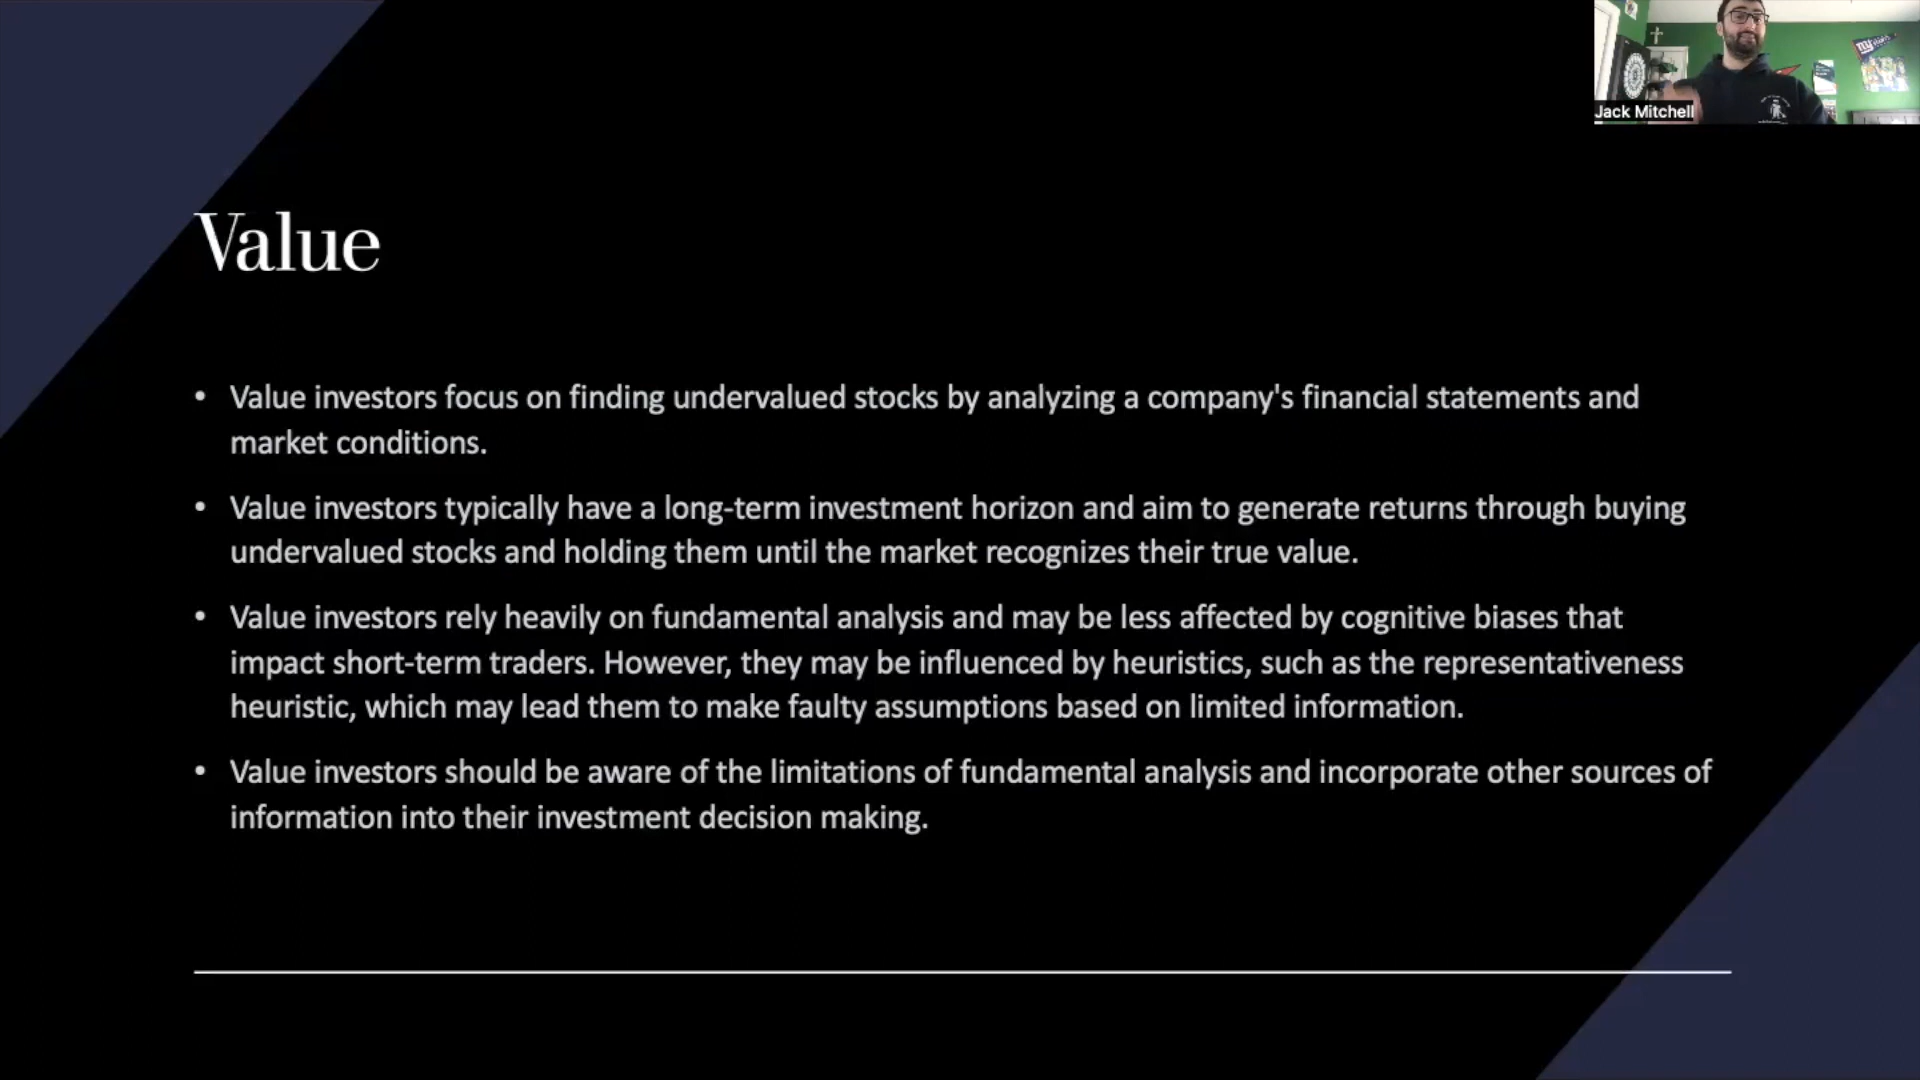 Jack Mitchell
Value
• Value investors focus on finding undervalued stocks by analyzing a company's financial statements and
market conditions.
• Value investors typically have a long-term investment horizon and aim to generate returns through buying
undervalued stocks and holding them until the market recognizes their true value.
• Value investors rely heavily on fundamental analysis and may be less affected by cognitive biases that
impact short-term traders. However, they may be influenced by heuristics, such as the representativeness
heuristic, which may lead them to make faulty assumptions based on limited information.
• Value investors should be aware of the limitations of fundamental analysis and incorporate other sources of
information into their investment decision making.